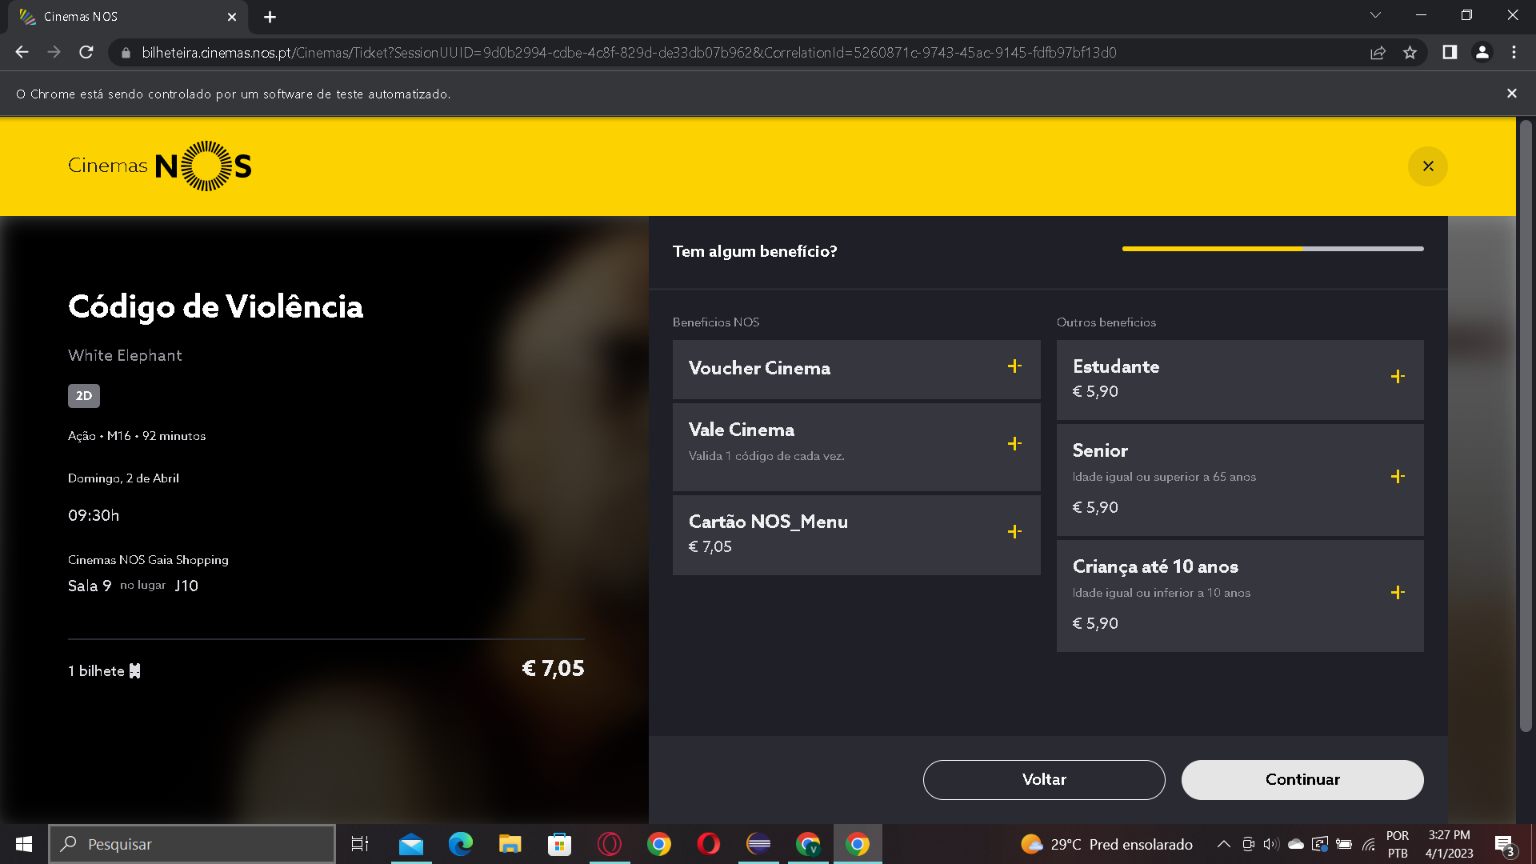 Cinemas NOS
bilheteira.cinemas.nos.pt/Cinemas/Ticket?SessionUUID=9d0b2994-cdbe-4c8f-829d-de33db07b962&CorrelationId=5260871c-9743-45ac-9145-fdfb97bf13d0
O Chrome está sendo controlado por um software de teste automatizado.
Cinemas NOS
Código de Violência
White Elephant
2D
Ação • M16 • 92 minutos
Domingo, 2 de Abril
09:30h
Cinemas NOS Gaia Shopping
Sala 9 no lugar J10
1 bilhete
€ 7,05
Tem algum benefício?
Beneficios NOS
Voucher Cinema
Vale Cinema
Valida 1 código de cada vez.
Cartão NOS_Menu
€ 7,05
Outros beneficios
Estudante
€ 5,90
Senior
Idade igual ou superior a 65 anos
€ 5,90
Criança até 10 anos
Idade igual ou inferior a 10 anos
€ 5,90
Voltar
Continuar
Pesquisar
29°C Pred ensolarado
POR
PTB
3:27 PM
4/1/2023
3